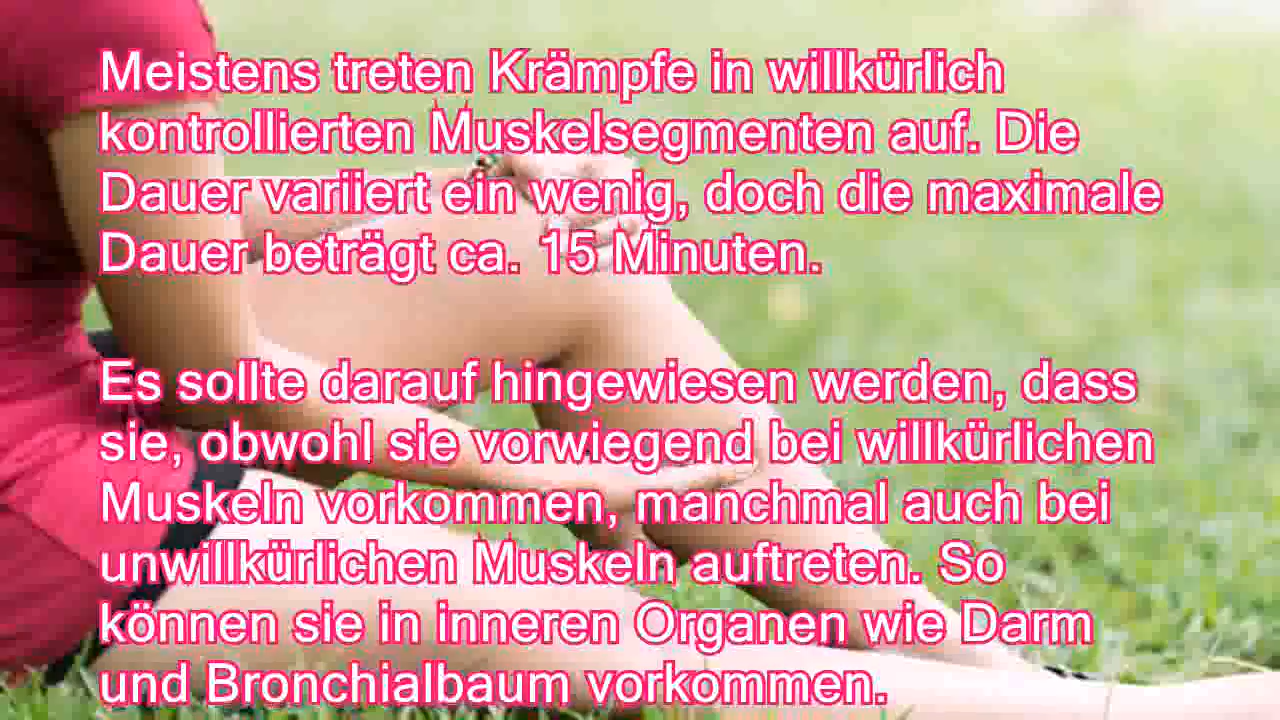 Meistens treten Krämpfe in willkürlich
kontrollierten Muskelsegmenten auf. Die
Dauer variiert ein wenig, doch die maximale
Dauer beträgt ca. 15 Minuten.
Es sollte darauf hingewiesen werden, dass
sie, obwohl sie vorwiegend bei willkürlichen
Muskeln vorkommen, manchmal auch bei
unwillkürlichen Muskeln auftreten. So
können sie in inneren Organen wie Darm
und Bronchialbaum vorkommen.